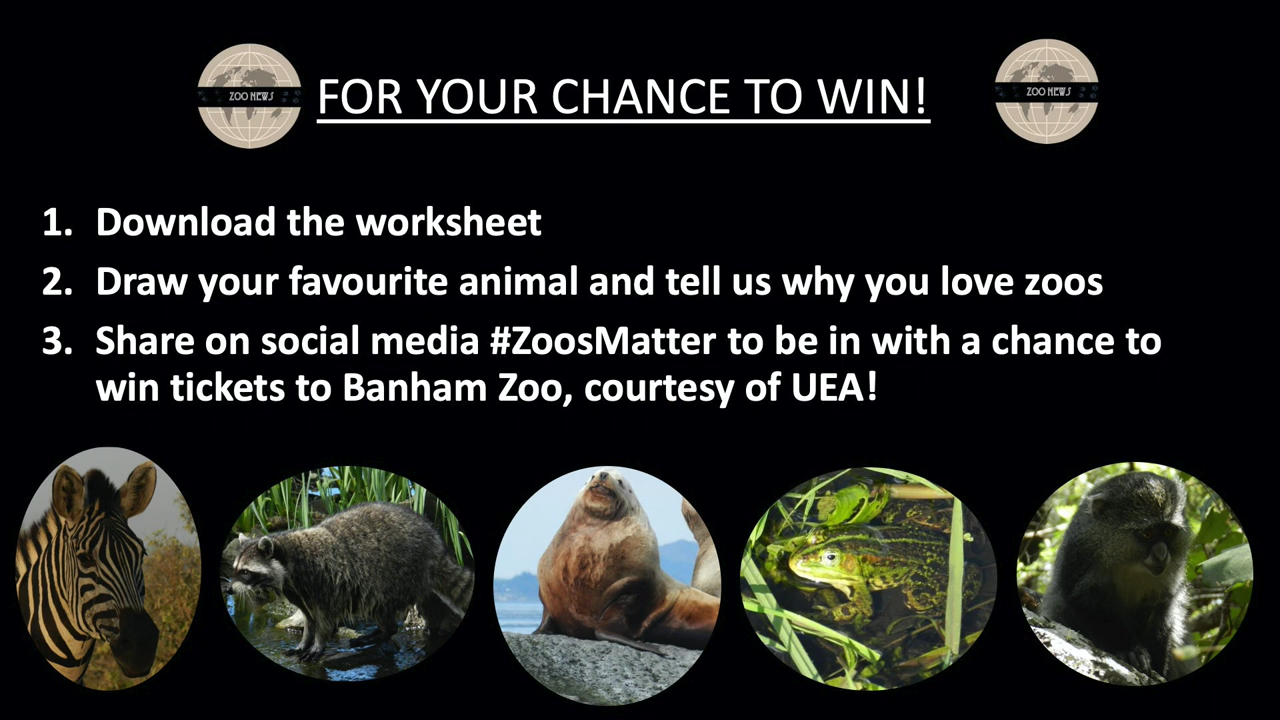 ZOO NEWS
FOR YOUR CHANCE TO WIN!
ZOO NEWS
1. Download the worksheet
2. Draw your favourite animal and tell us why you love zoos
3. Share on social media #ZoosMatter to be in with a chance to
win tickets to Banham Zoo, courtesy of UEA!